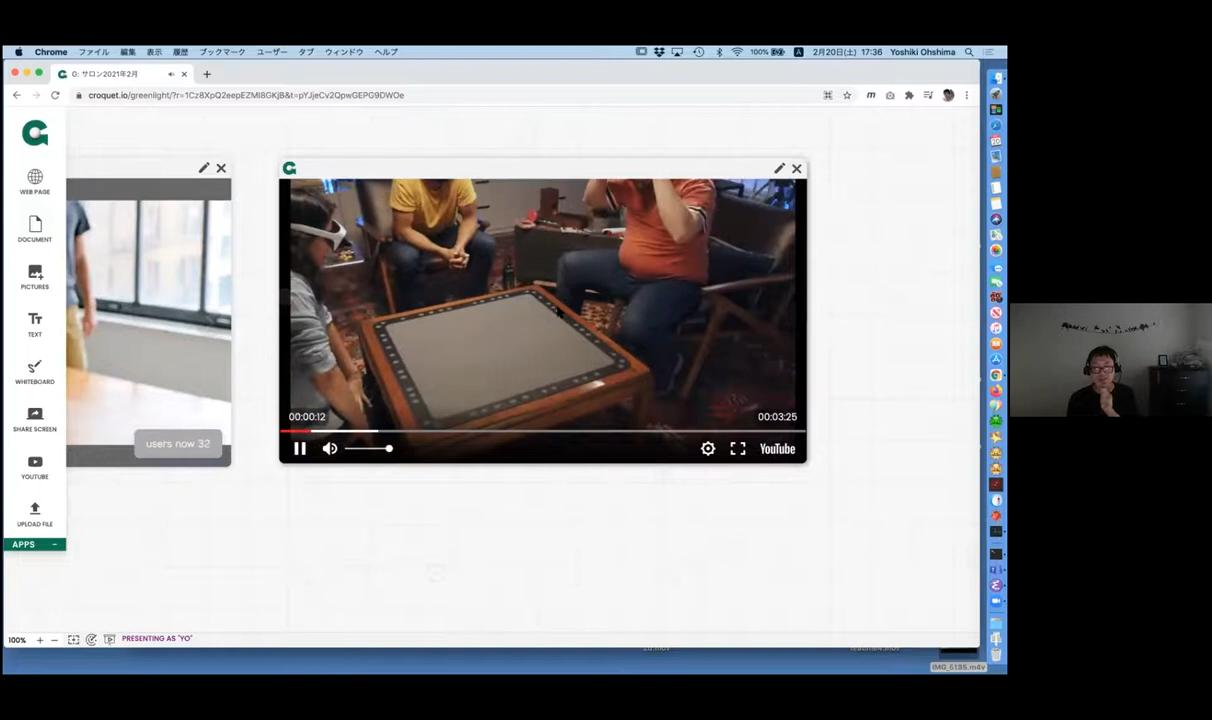 Chrome ファイル 編集 表示 履歴 ブックマーク ユーザー タブ ウィンドウ ヘルプ
100% A 2月20日(土) 17:36 Yoshiki Ohshima
G: サロン2021年2月
croquet.io/greenlight/?r=1Cz8XpQ2eepEZMI8GKjB&t=pYJjeCv2QpwGEPG9DWOe
WEB PAGE
DOCUMENT
PICTURES
TT
TEXT
WHITEBOARD
SHARE SCREEN
YOUTUBE
UPLOAD FILE
APPS −
users now 32
00:00:12
00:03:25
YouTube
100% + − PRESENTING AS "YO"
IMG_6135.m4v